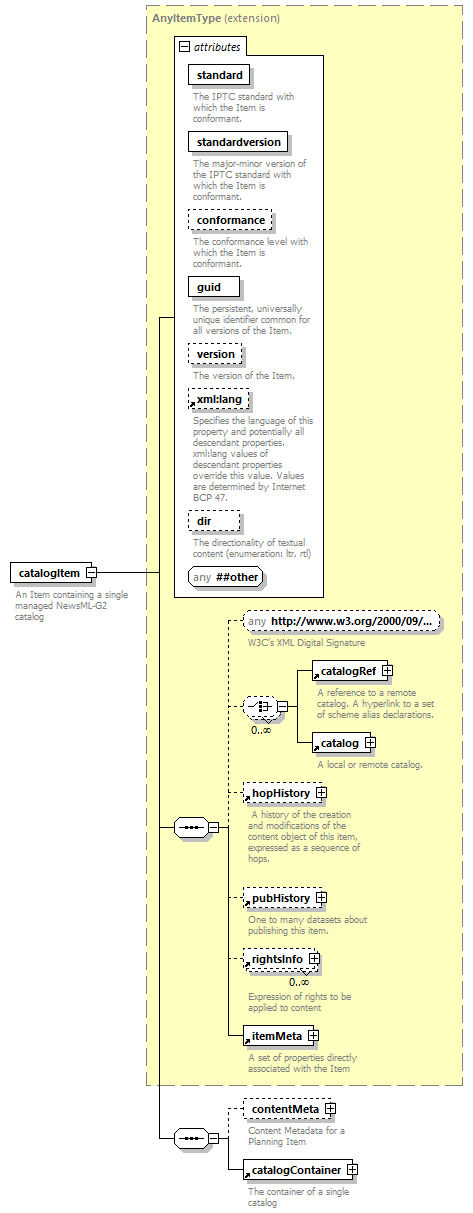 AnyItemType (extension)
attributes
standard
The IPTC standard with
which the Item is
conformant.
standardversion
The major-minor version of
the IPTC standard with
which the Item is
conformant.
conformance
The conformance level with
which the Item is
conformant.
guid
The persistent, universally
unique identifier common for
all versions of the Item.
version
The version of the Item.
xml:lang
Specifies the language of this
property and potentially all
descendant properties.
xml:lang values of
descendant properties
override this value. Values
are determined by Internet
BCP 47.
dir
The directionality of textual
content (enumeration: ltr, rtl)
any ##other
catalogItem
An Item containing a single
managed NewsML-G2
catalog
any http://www.w3.org/2000/09/...
W3C's XML Digital Signature
catalogRef
A reference to a remote
catalog. A hyperlink to a set
of scheme alias declarations.
0..∞
catalog
A local or remote catalog.
hopHistory
A history of the creation
and modifications of the
content object of this item,
expressed as a sequence of
hops.
pubHistory
One to many datasets about
publishing this item.
rightsInfo
0..∞
Expression of rights to be
applied to content
itemMeta
A set of properties directly
associated with the Item
contentMeta
Content Metadata for a
Planning Item
catalogContainer
The container of a single
catalog